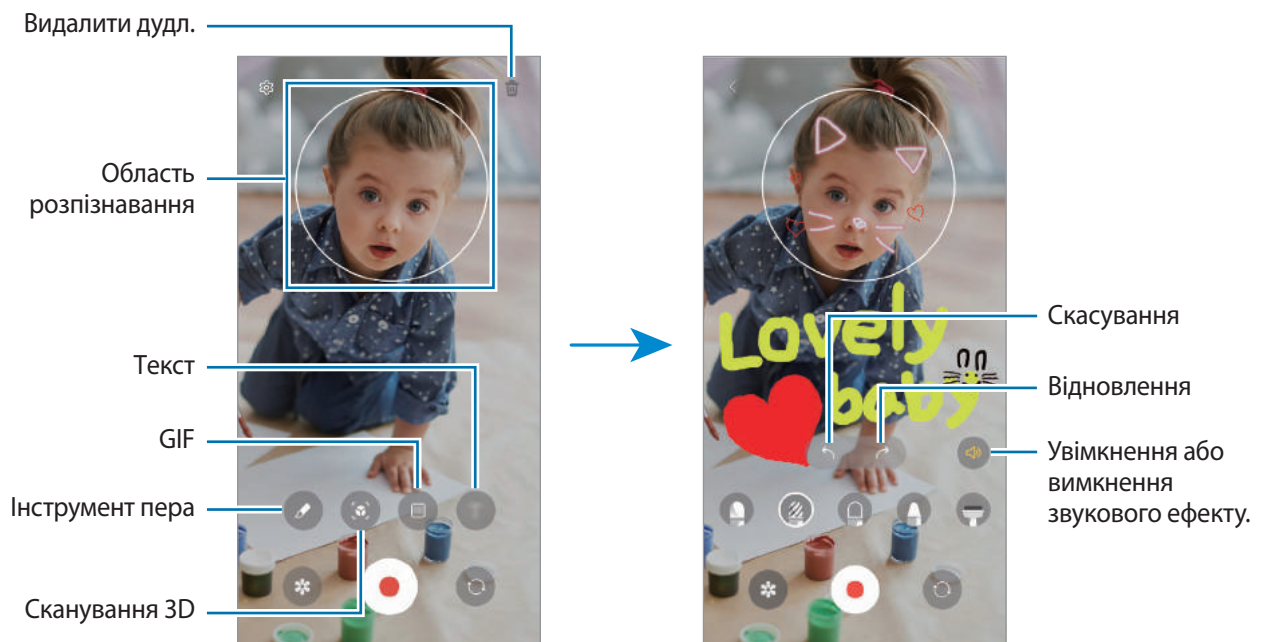 Видалити дудл.
Область
розпізнавання
Текст
GIF
Інструмент пера
Сканування 3D
Lovely
baby
Скасування
Відновлення
Увімкнення або
вимкнення
звукового ефекту.